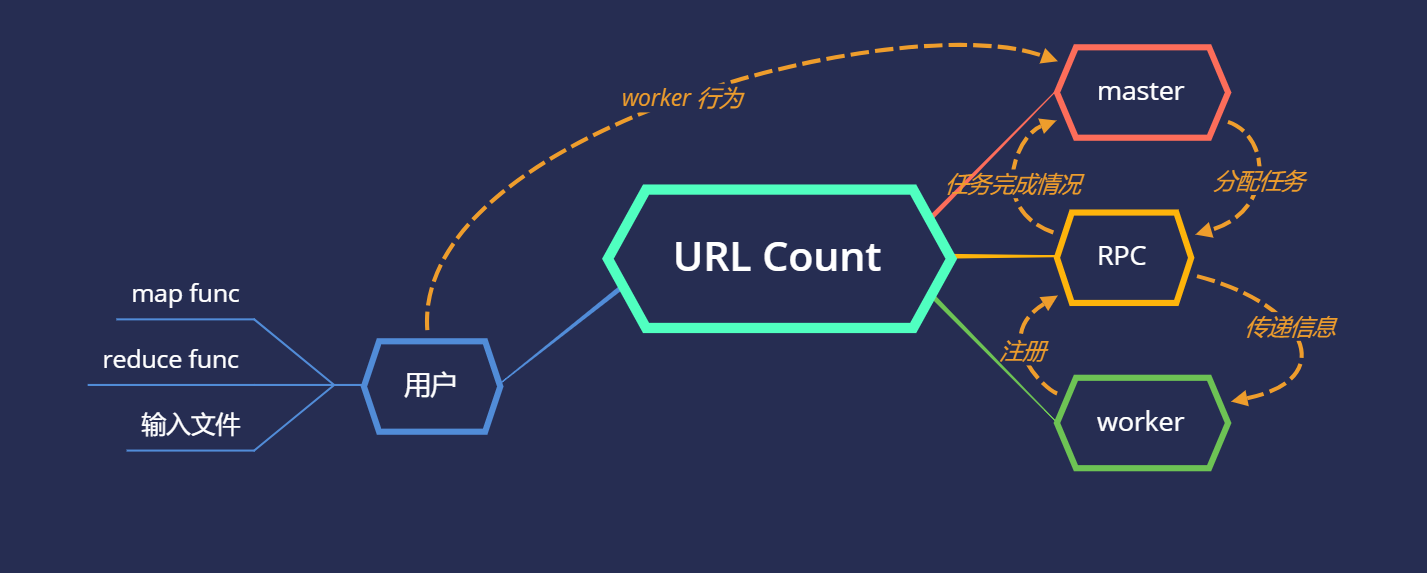 worker 行为
master
任务完成情况
分配任务
URL Count
RPC
map func
reduce func
输入文件
用户
注册
传递信息
worker